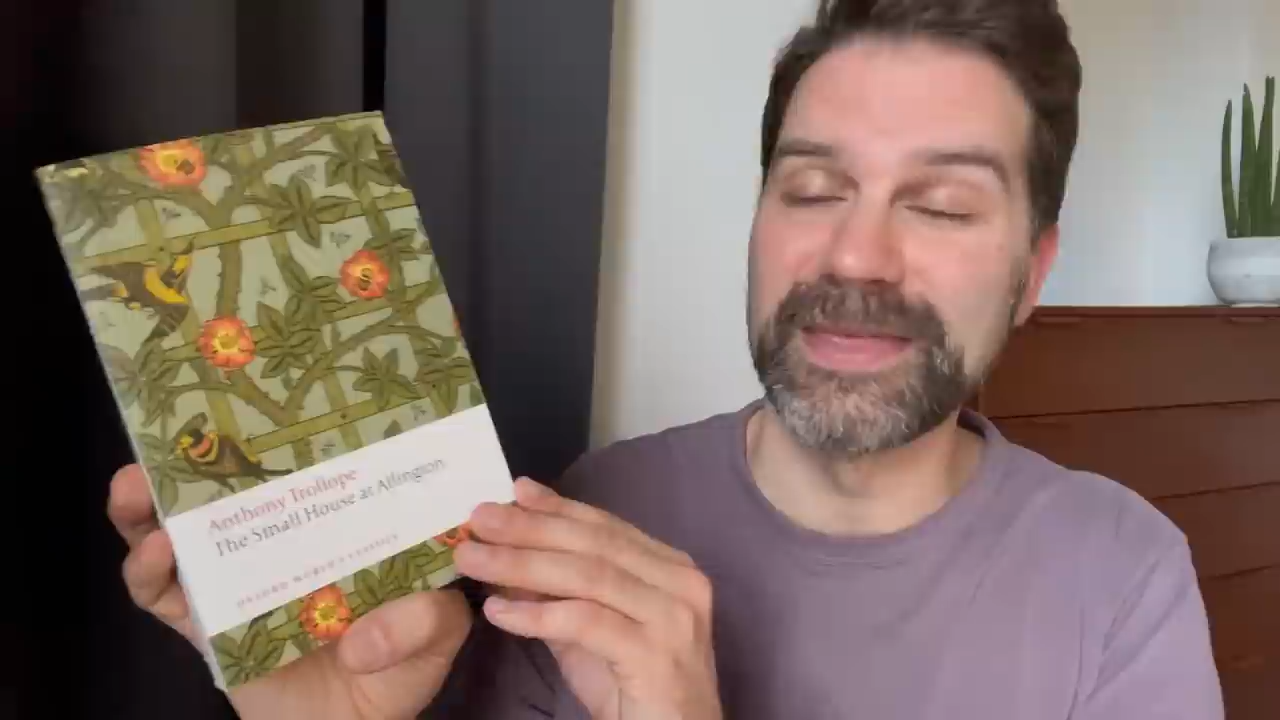 Anthony Trollope
The Small House at Allington
OXFORD WORLD'S CLASSICS